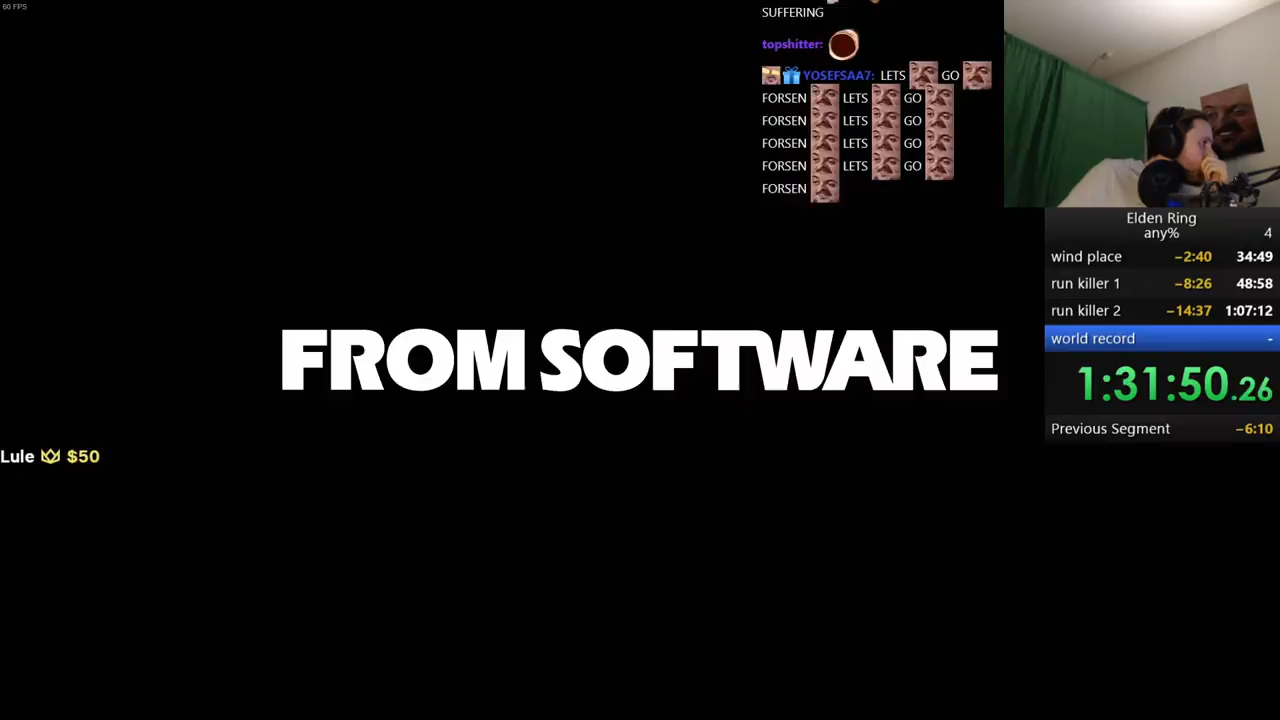 60 FPS
SUFFERING
topshitter:
YOSEFSAA7: LETS GO
FORSEN LETS GO
FORSEN LETS GO
FORSEN LETS GO
FORSEN LETS GO
FORSEN
Elden Ring
any% 4
wind place −2:40 34:49
run killer 1 −8:26 48:58
run killer 2 −14:37 1:07:12
world record -
1:31:50.26
Previous Segment −6:10
FROM SOFTWARE
Lule $50